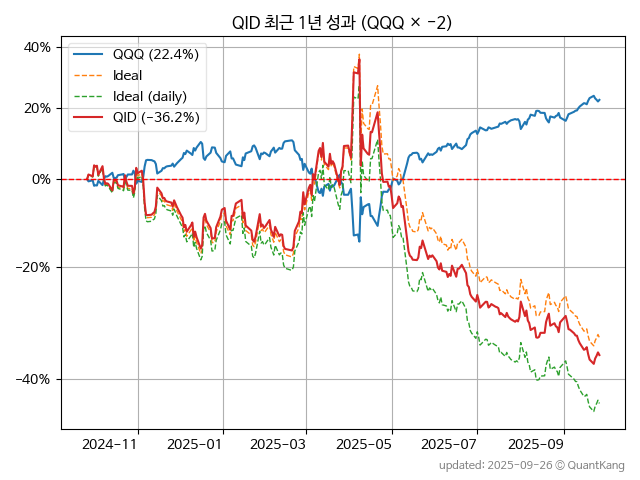 QID 최근 1년 성과 (QQQ × −2)
QQQ (22.4%)
Ideal
Ideal (daily)
QID (−36.2%)
40%
20%
0%
−20%
−40%
2024−11
2025−01
2025−03
2025−05
2025−07
2025−09
updated: 2025-09-26 © QuantKang